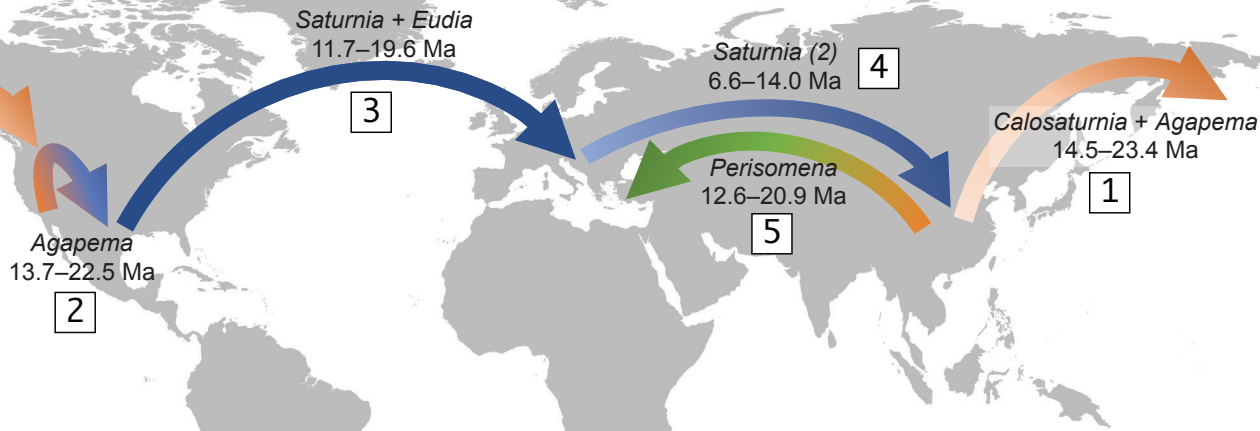 Saturnia + Eudia
11.7–19.6 Ma
3
Saturnia (2)
6.6–14.0 Ma
4
Calosaturnia + Agapema
14.5–23.4 Ma
1
Perisomena
12.6–20.9 Ma
5
Agapema
13.7–22.5 Ma
2